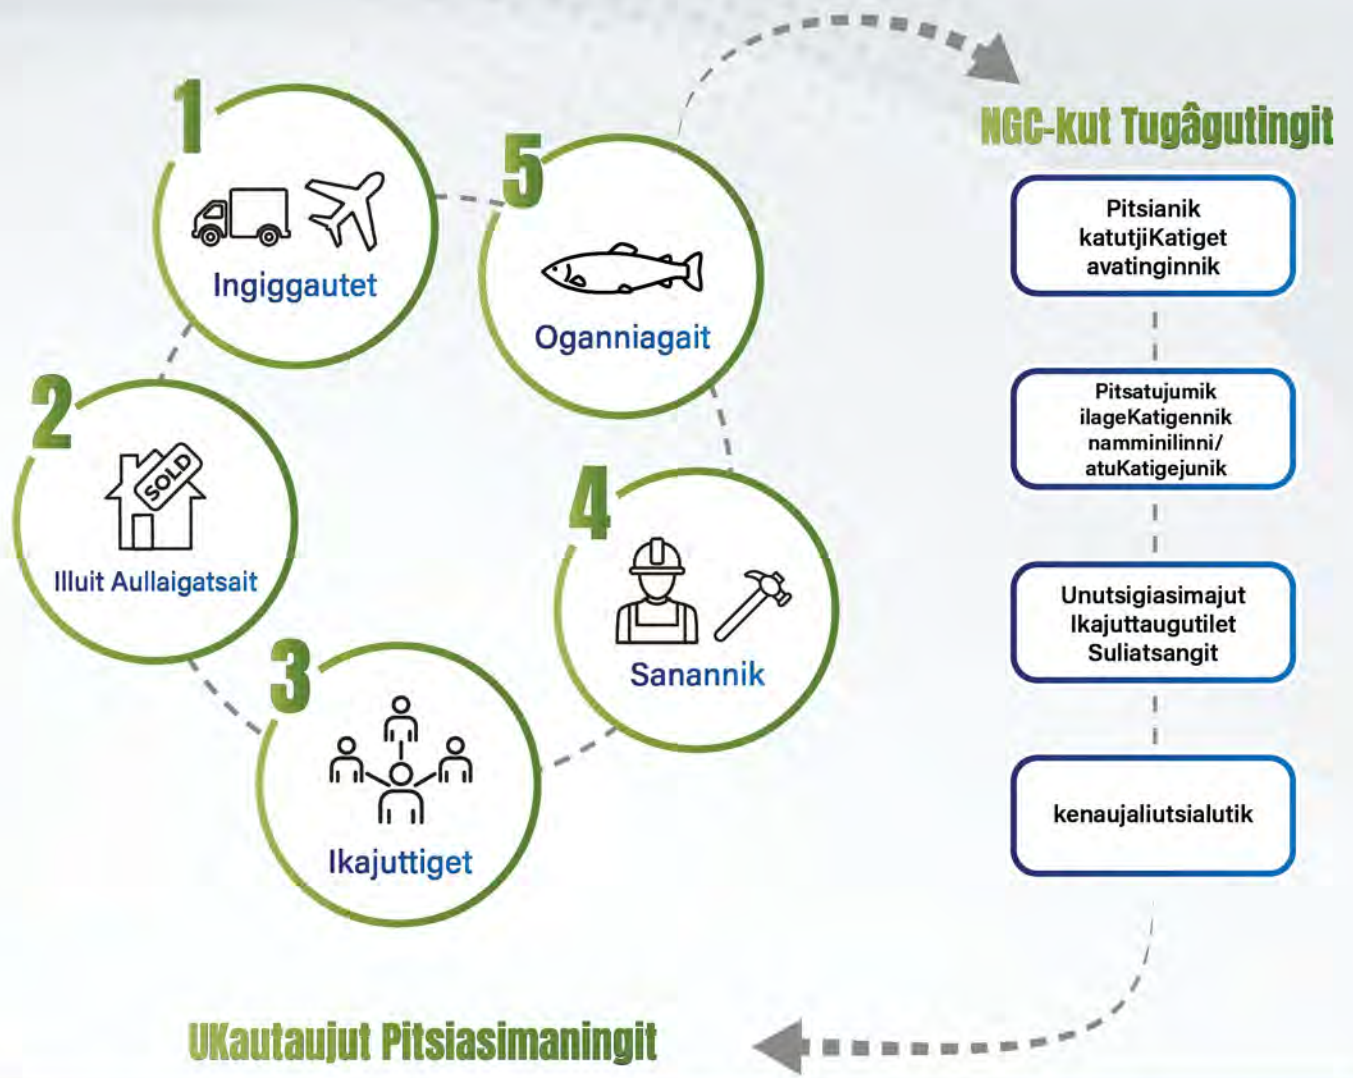 1
Ingiggautet
2
SOLD
Illuit Aullaigatsait
3
Ikajuttiget
4
Sanannik
5
Oganniagait
NGC-kut Tugâgutingit
Pitsianik
katutjiKatiget
avatinginnik
Pitsatujumik
ilageKatigennik
namminilinni/
atuKatigejunik
Unutsigiasimajut
Ikajuttaugutilet
Suliatsangit
kenaujaliutsialutik
UKautaujut Pitsiasimaningit